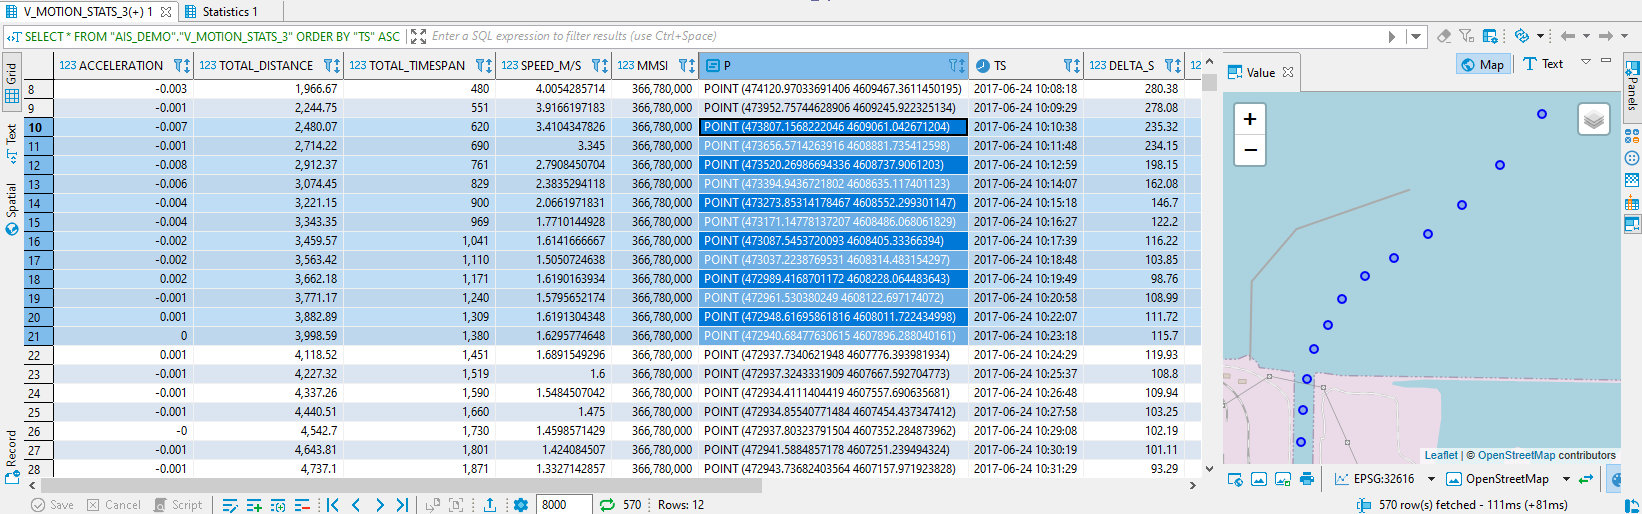 V_MOTION_STATS_3(+) 1 Statistics 1
SELECT * FROM "AIS_DEMO"."V_MOTION_STATS_3" ORDER BY "TS" ASC Enter a SQL expression to filter results (use Ctrl+Space)
123 ACCELERATION 123 TOTAL_DISTANCE 123 TOTAL_TIMESPAN 123 SPEED_M/S 123 MMSI P TS 123 DELTA_S 123
8 -0.003 1,966.67 480 4.0054285714 366,780,000 POINT (474120.97033691406 4609467.3611450195) 2017-06-24 10:08:18 280.38
9 -0.001 2,244.75 551 3.9166197183 366,780,000 POINT (473952.75744628906 4609245.922325134) 2017-06-24 10:09:29 278.08
10 -0.007 2,480.07 620 3.4104347826 366,780,000 POINT (473807.1568222046 4609061.042671204) 2017-06-24 10:10:38 235.32
11 -0.001 2,714.22 690 3.345 366,780,000 POINT (473656.5714263916 4608881.735412598) 2017-06-24 10:11:48 234.15
12 -0.008 2,912.37 761 2.7908450704 366,780,000 POINT (473520.26986694336 4608737.9061203) 2017-06-24 10:12:59 198.15
13 -0.006 3,074.45 829 2.3835294118 366,780,000 POINT (473394.9436721802 4608635.117401123) 2017-06-24 10:14:07 162.08
14 -0.004 3,221.15 900 2.0661971831 366,780,000 POINT (473273.85314178467 4608552.299301147) 2017-06-24 10:15:18 146.7
15 -0.004 3,343.35 969 1.7710144928 366,780,000 POINT (473171.14778137207 4608486.068061829) 2017-06-24 10:16:27 122.2
16 -0.002 3,459.57 1,041 1.6141666667 366,780,000 POINT (473087.5453720093 4608405.33366394) 2017-06-24 10:17:39 116.22
17 -0.002 3,563.42 1,110 1.5050724638 366,780,000 POINT (473037.2238769531 4608314.483154297) 2017-06-24 10:18:48 103.85
18 0.002 3,662.18 1,171 1.6190163934 366,780,000 POINT (472989.4168701172 4608228.064483643) 2017-06-24 10:19:49 98.76
19 -0.001 3,771.17 1,240 1.5795652174 366,780,000 POINT (472961.530380249 4608122.697174072) 2017-06-24 10:20:58 108.99
20 0.001 3,882.89 1,309 1.6191304348 366,780,000 POINT (472948.61695861816 4608011.722434998) 2017-06-24 10:22:07 111.72
21 0 3,998.59 1,380 1.6295774648 366,780,000 POINT (472940.68477630615 4607896.288040161) 2017-06-24 10:23:18 115.7
22 0.001 4,118.52 1,451 1.6891549296 366,780,000 POINT (472937.7340621948 4607776.393981934) 2017-06-24 10:24:29 119.93
23 -0.001 4,227.32 1,519 1.6 366,780,000 POINT (472937.3243331909 4607667.592704773) 2017-06-24 10:25:37 108.8
24 -0.001 4,337.26 1,590 1.5484507042 366,780,000 POINT (472934.4111404419 4607557.690635681) 2017-06-24 10:26:48 109.94
25 -0.001 4,440.51 1,660 1.475 366,780,000 POINT (472934.85540771484 4607454.437347412) 2017-06-24 10:27:58 103.25
26 -0 4,542.7 1,730 1.4598571429 366,780,000 POINT (472937.80323791504 4607352.284873962) 2017-06-24 10:29:08 102.19
27 -0.001 4,643.81 1,801 1.424084507 366,780,000 POINT (472941.5884857178 4607251.239494324) 2017-06-24 10:30:19 101.11
28 -0.001 4,737.1 1,871 1.3327142857 366,780,000 POINT (472943.73682403564 4607157.971923828) 2017-06-24 10:31:29 93.29
Grid
Text
Spatial
Record
Value Map Text
+
−
Leaflet | © OpenStreetMap contributors
EPSG:32616 OpenStreetMap
Panels
Save Cancel Script 8000 570 Rows: 12
570 row(s) fetched - 111ms (+81ms)